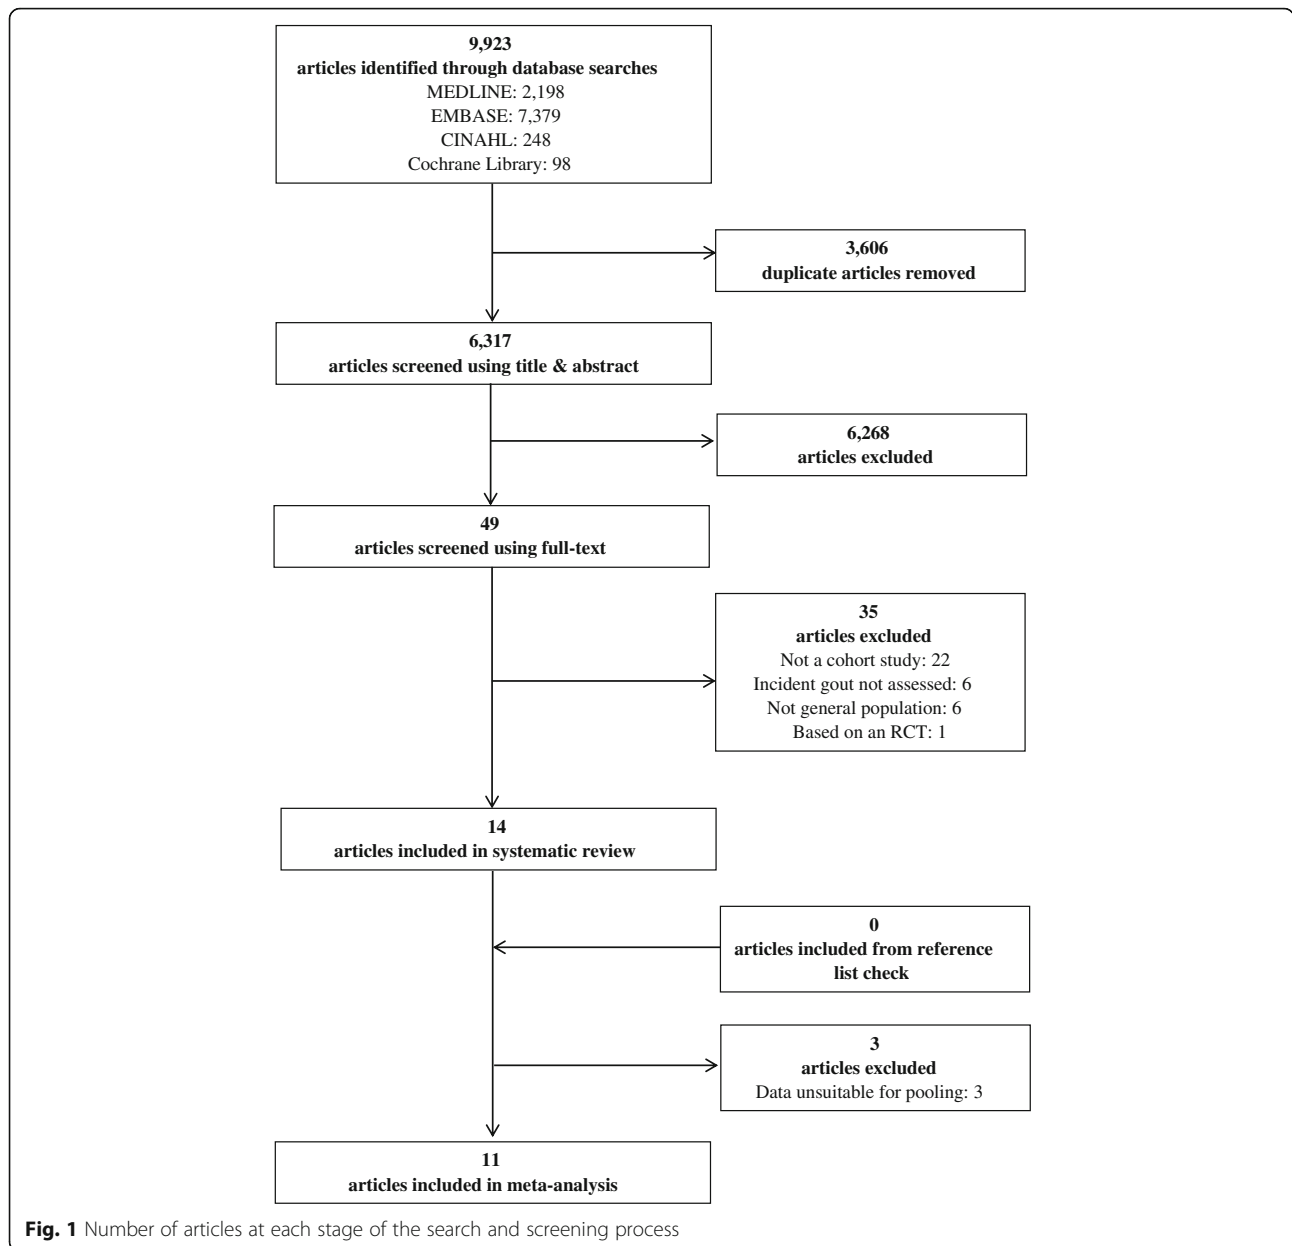 9,923
articles identified through database searches
MEDLINE: 2,198
EMBASE: 7,379
CINAHL: 248
Cochrane Library: 98
3,606
duplicate articles removed
6,317
articles screened using title & abstract
6,268
articles excluded
49
articles screened using full-text
35
articles excluded
Not a cohort study: 22
Incident gout not assessed: 6
Not general population: 6
Based on an RCT: 1
14
articles included in systematic review
0
articles included from reference
list check
3
articles excluded
Data unsuitable for pooling: 3
11
articles included in meta-analysis
Fig. 1 Number of articles at each stage of the search and screening process